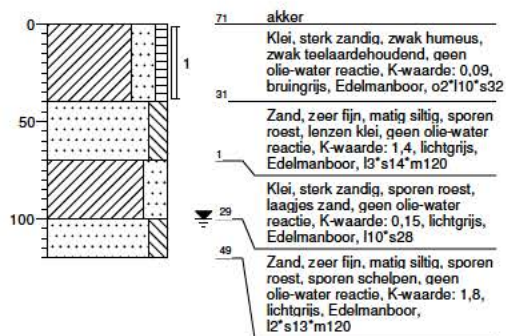 0
50
100
1
71 akker
Klei, sterk zandig, zwak humeus,
zwak teelaardehoudend, geen
olie-water reactie, K-waarde: 0,09,
bruingrijs, Edelmanboor, o2*l10*s32
31
Zand, zeer fijn, matig siltig, sporen
roest, lenzen klei, geen olie-water
reactie, K-waarde: 1,4, lichtgrijs,
Edelmanboor, l3*s14*m120
1
Klei, sterk zandig, sporen roest,
laagjes zand, geen olie-water
reactie, K-waarde: 0,15, lichtgrijs,
Edelmanboor, l10*s28
29
Zand, zeer fijn, matig siltig, sporen
roest, sporen schelpen, geen
olie-water reactie, K-waarde: 1,8,
lichtgrijs, Edelmanboor,
l2*s13*m120
49